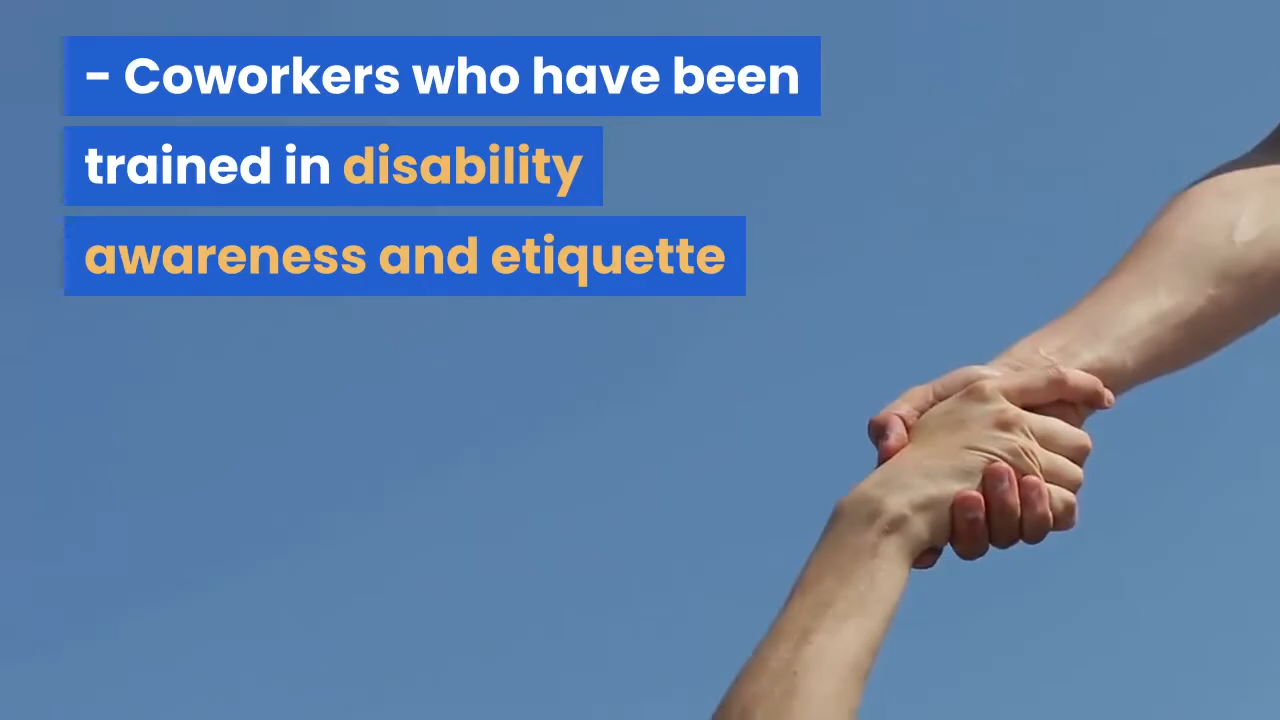 - Coworkers who have been
trained in disability
awareness and etiquette